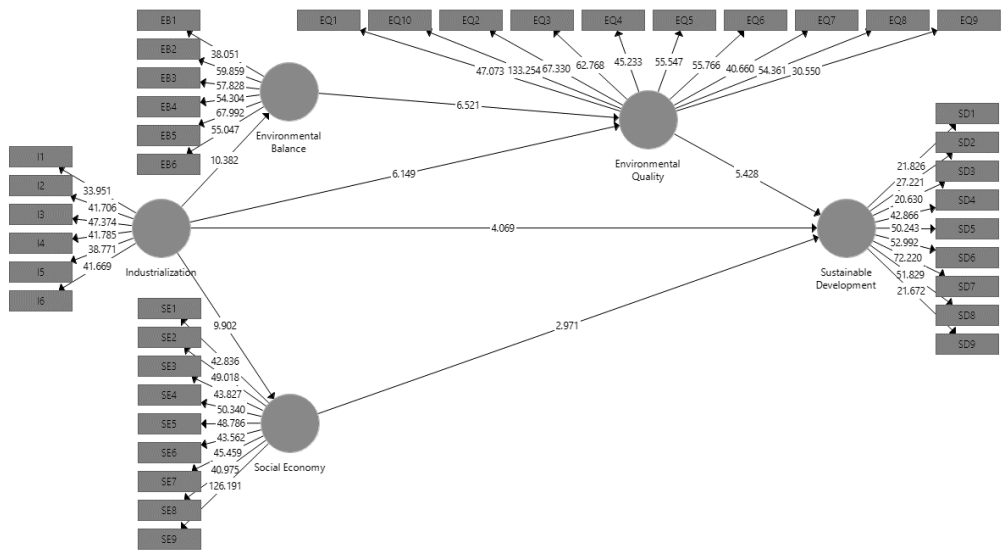 EB1
EB2
EB3
EB4
EB5
EB6
EQ1
EQ10
EQ2
EQ3
EQ4
EQ5
EQ6
EQ7
EQ8
EQ9
38.051
59.859
57.828
54.304
67.992
55.047
47.073
133.254
67.330
62.768
45.233
55.547
55.766
40.660
54.361
30.550
Environmental
Balance
6.521
Environmental
Quality
10.382
6.149
5.428
I1
I2
I3
I4
I5
I6
33.951
41.706
47.374
41.785
38.771
41.669
Industrialization
4.069
SD1
SD2
SD3
SD4
SD5
SD6
SD7
SD8
SD9
21.826
27.221
20.630
42.866
50.243
52.992
72.220
51.829
21.672
Sustainable
Development
9.902
2.971
SE1
SE2
SE3
SE4
SE5
SE6
SE7
SE8
SE9
42.836
49.018
43.827
50.340
48.786
43.562
45.459
40.975
126.191
Social Economy